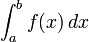 ∫_a^b f(x) dx